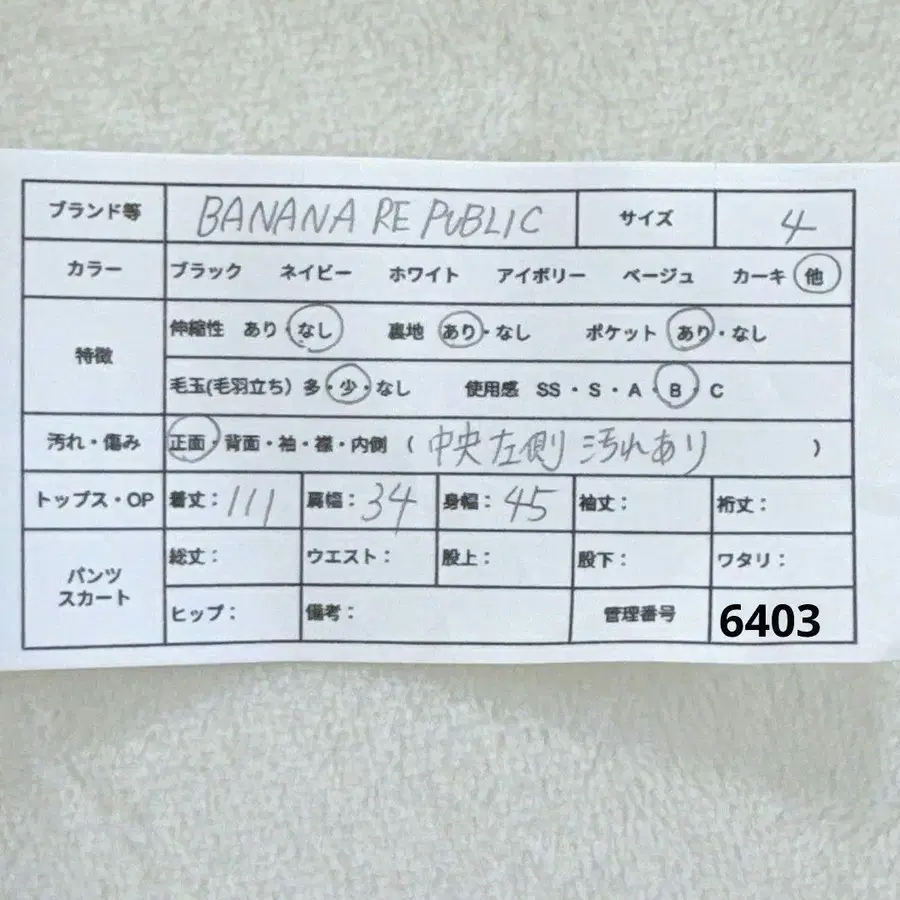 ブランド等 BANANA REPUBLIC サイズ 4
カラー ブラック ネイビー ホワイト アイボリー ベージュ カーキ 他
特徴
伸縮性 あり・なし 裏地 あり・なし ポケット あり・なし
毛玉(毛羽立ち) 多・少・なし 使用感 SS・S・A・B・C
汚れ・傷み 正面・背面・袖・襟・内側 ( 中央左側 汚れあり )
トップス・OP 着丈:111 肩幅:34 身幅:45 袖丈: 裄丈:
パンツ
スカート
総丈: ウエスト: 股上: 股下: ワタリ:
ヒップ: 備考: 管理番号 6403